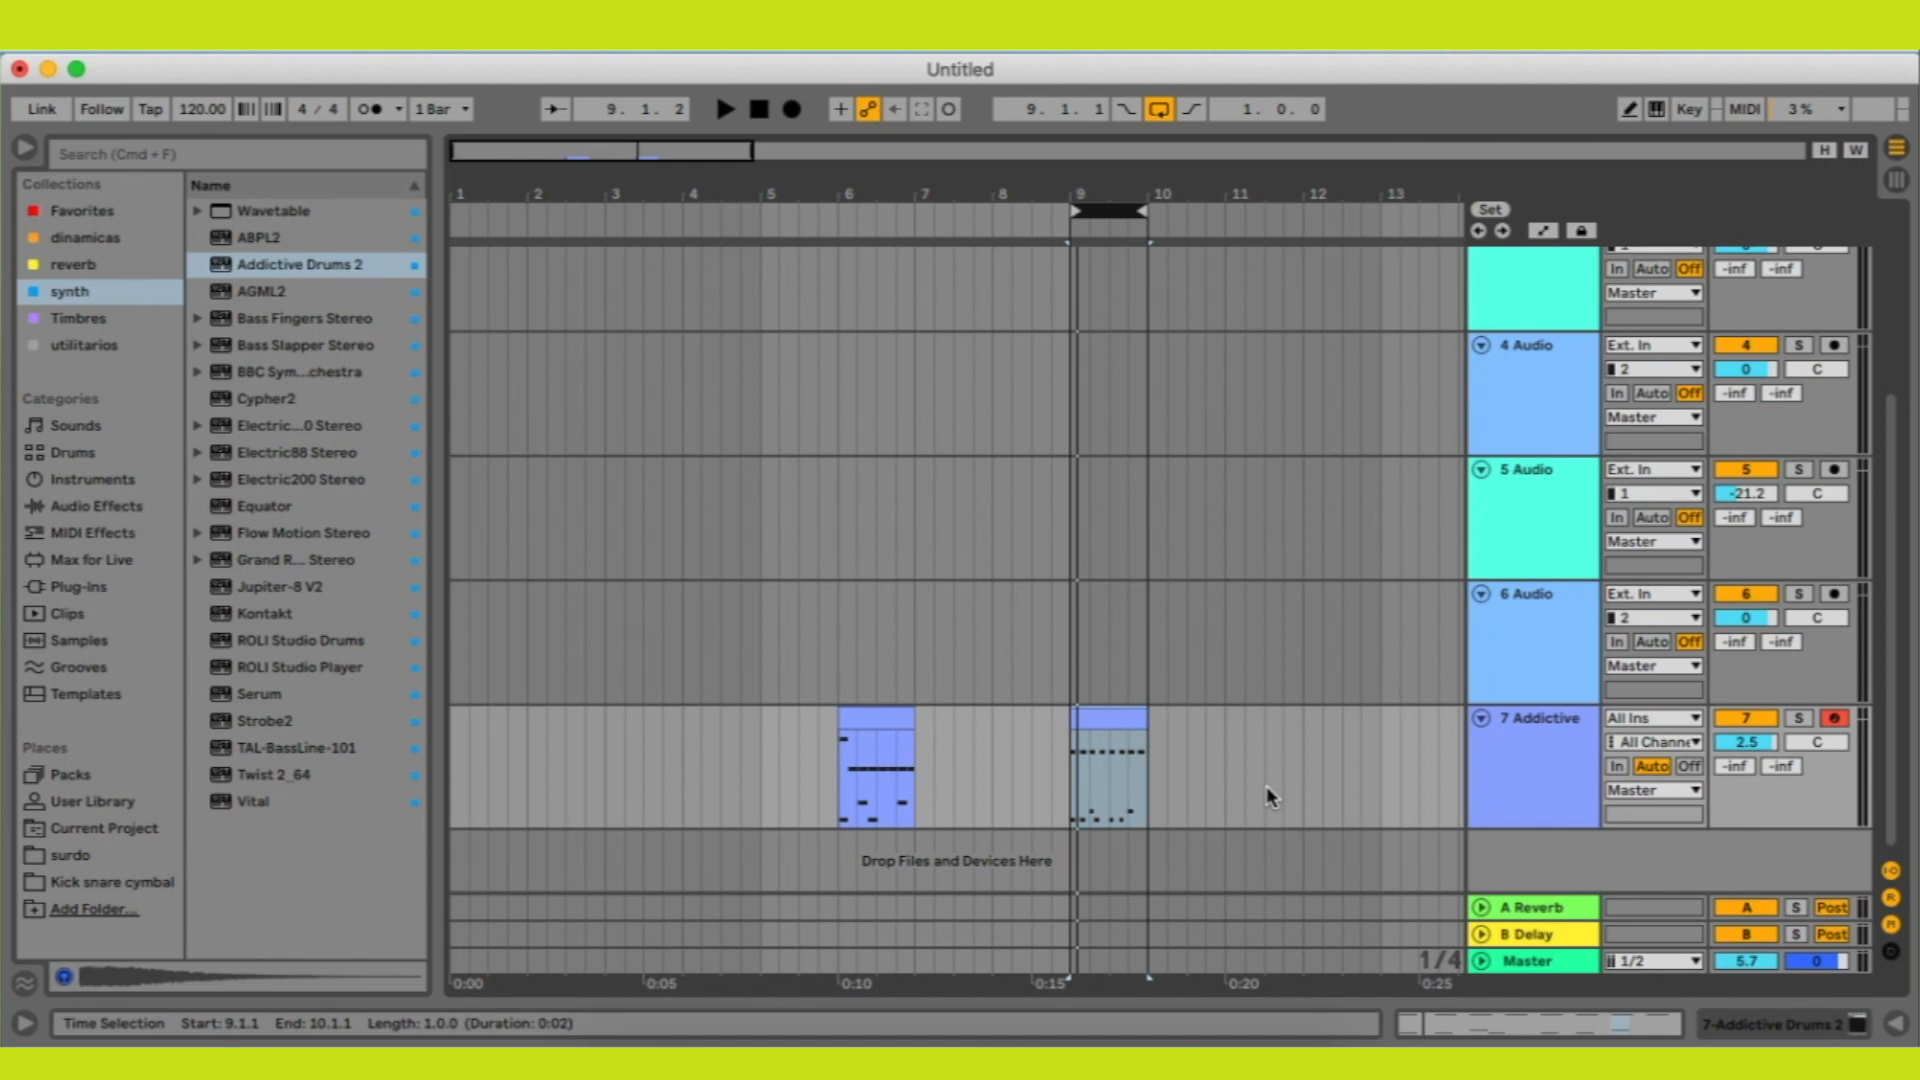 Untitled
Link Follow Tap 120.00 4 / 4 1 Bar 9. 1. 2 9. 1. 1 1. 0. 0 Key MIDI 3 %
Search (Cmd + F)
H W
Collections
Favorites
dinamicas
reverb
synth
Timbres
utilitarios
Categories
Sounds
Drums
Instruments
Audio Effects
MIDI Effects
Max for Live
Plug-Ins
Clips
Samples
Grooves
Templates
Places
Packs
User Library
Current Project
surdo
Kick snare cymbal
Add Folder...
Name
Wavetable
ABPL2
Addictive Drums 2
AGML2
Bass Fingers Stereo
Bass Slapper Stereo
BBC Sym...chestra
Cypher2
Electric...0 Stereo
Electric88 Stereo
Electric200 Stereo
Equator
Flow Motion Stereo
Grand R... Stereo
Jupiter-8 V2
Kontakt
ROLI Studio Drums
ROLI Studio Player
Serum
Strobe2
TAL-BassLine-101
Twist 2_64
Vital
1 2 3 4 5 6 7 8 9 10 11 12 13
Set
In Auto Off -inf -inf
Master
4 Audio Ext. In 4 S
2 0 C
In Auto Off -inf -inf
Master
5 Audio Ext. In 5 S
1 -21.2 C
In Auto Off -inf -inf
Master
6 Audio Ext. In 6 S
2 0 C
In Auto Off -inf -inf
Master
7 Addictive All Ins 7 S
All Channe 2.5 C
In Auto Off -inf -inf
Master
Drop Files and Devices Here
A Reverb A S Post
B Delay B S Post
1/4 Master 1/2 5.7 0
0:00 0:05 0:10 0:15 0:20 0:25
Time Selection Start: 9.1.1 End: 10.1.1 Length: 1.0.0 (Duration: 0:02)
7-Addictive Drums 2